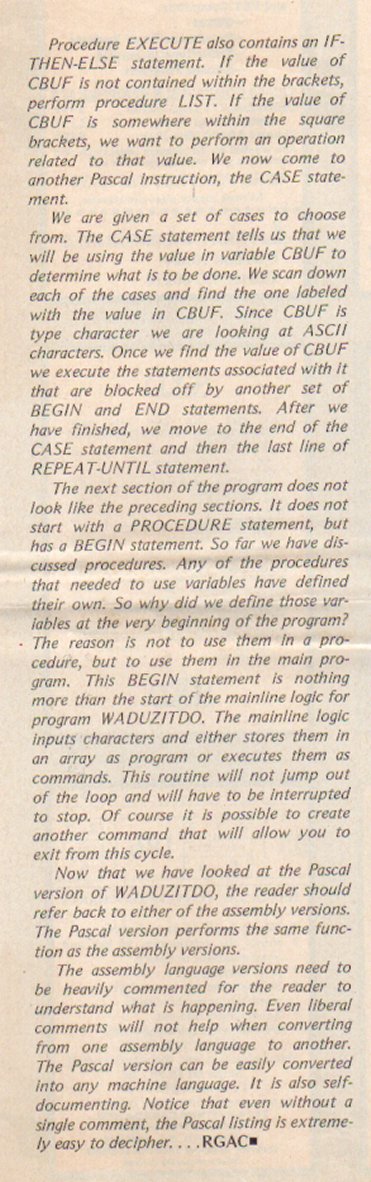 Procedure EXECUTE also contains an IF-
THEN-ELSE statement. If the value of
CBUF is not contained within the brackets,
perform procedure LIST. If the value of
CBUF is somewhere within the square
brackets, we want to perform an operation
related to that value. We now come to
another Pascal instruction, the CASE state-
ment.
We are given a set of cases to choose
from. The CASE statement tells us that we
will be using the value in variable CBUF to
determine what is to be done. We scan down
each of the cases and find the one labeled
with the value in CBUF. Since CBUF is
type character we are looking at ASCII
characters. Once we find the value of CBUF
we execute the statements associated with it
that are blocked off by another set of
BEGIN and END statements. After we
have finished, we move to the end of the
CASE statement and then the last line of
REPEAT-UNTIL statement.
The next section of the program does not
look like the preceding sections. It does not
start with a PROCEDURE statement, but
has a BEGIN statement. So far we have dis-
cussed procedures. Any of the procedures
that needed to use variables have defined
their own. So why did we define those var-
iables at the very beginning of the program?
The reason is not to use them in a pro-
cedure, but to use them in the main pro-
gram. This BEGIN statement is nothing
more than the start of the mainline logic for
program WADUZITDO. The mainline logic
inputs characters and either stores them in
an array as program or executes them as
commands. This routine will not jump out
of the loop and will have to be interrupted
to stop. Of course it is possible to create
another command that will allow you to
exit from this cycle.
Now that we have looked at the Pascal
version of WADUZITDO, the reader should
refer back to either of the assembly versions.
The Pascal version performs the same func-
tion as the assembly versions.
The assembly language versions need to
be heavily commented for the reader to
understand what is happening. Even liberal
comments will not help when converting
from one assembly language to another.
The Pascal version can be easily converted
into any machine language. It is also self-
documenting. Notice that even without a
single comment, the Pascal listing is extreme-
ly easy to decipher. . . . RGAC■